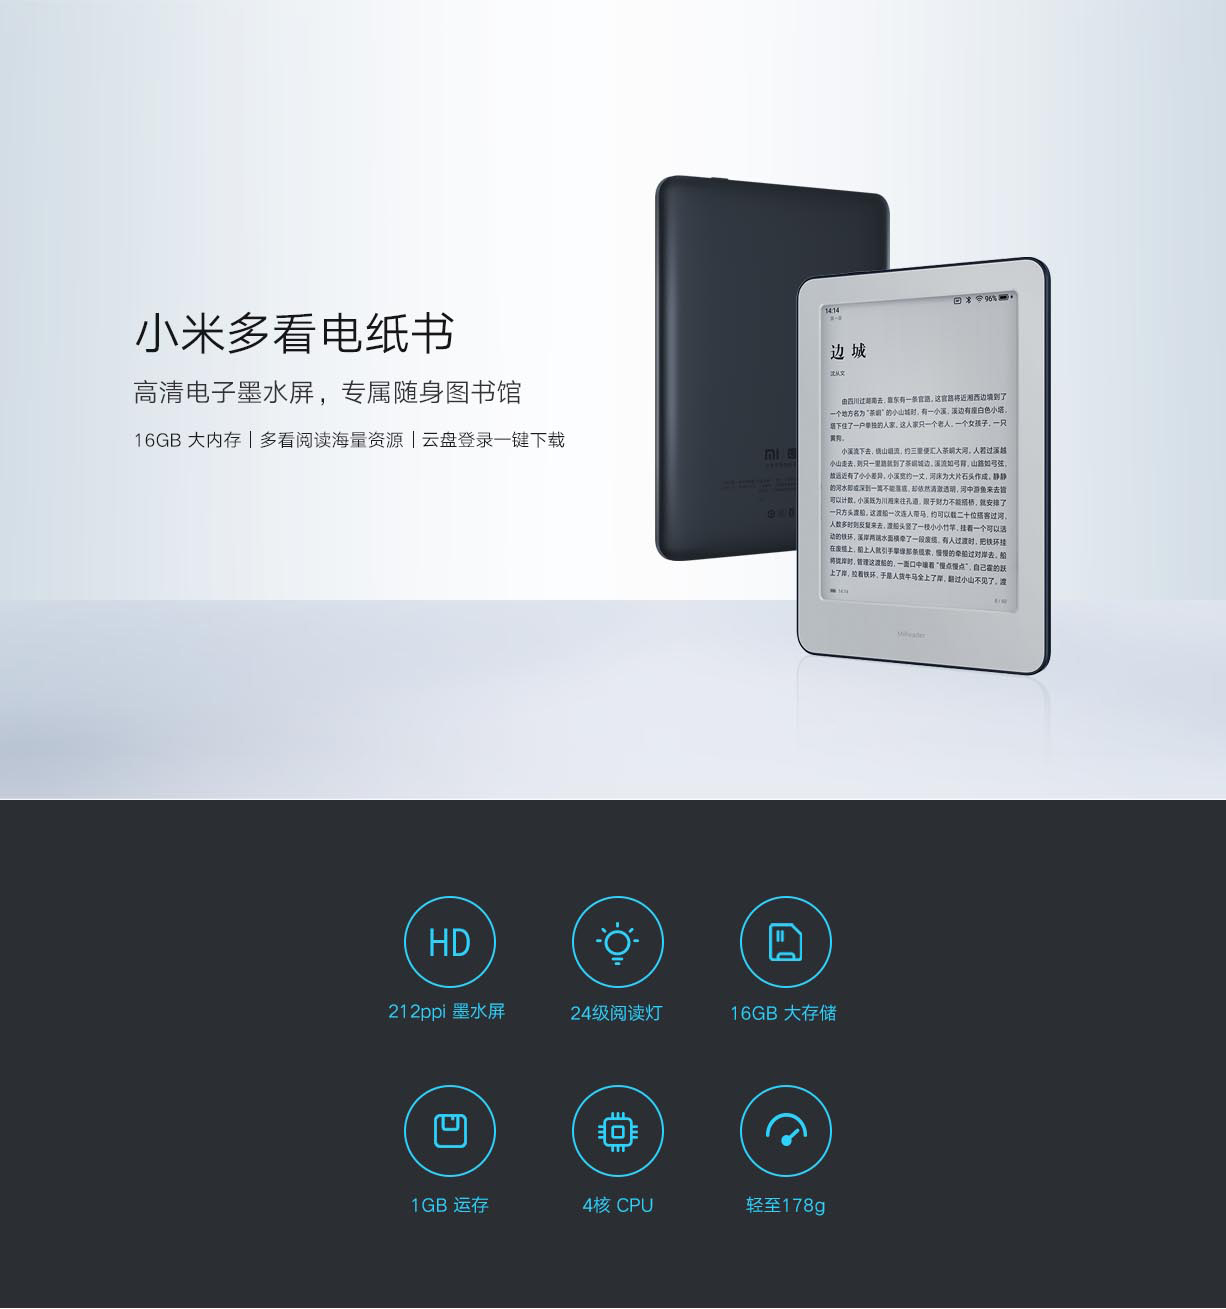 小米多看电纸书
高清电子墨水屏，专属随身图书馆
16GB 大内存｜多看阅读海量资源｜云盘登录一键下载
mi
14:14
96%
第一章
边 城
沈从文
由四川过湖南去，靠东有一条官路。这官路将近湘西边境到了
一个地方名为“茶峒”的小山城时，有一小溪，溪边有座白色小塔，
塔下住了一户单独的人家。这人家只一个老人，一个女孩子，一只
黄狗。
小溪流下去，绕山岨流，约三里便汇入茶峒大河。人若过溪越
小山走去，则只一里路就到了茶峒城边。溪流如弓背，山路如弓弦，
故远近有了小小差异。小溪宽约一丈，河床为大片石头作成。静静
的河水即或深到一篙不能落底，却依然清澈透明，河中游鱼来去皆
可以计数。小溪既为川湘来往孔道，限于财力不能搭桥，就安排了
一只方头渡船。这渡船一次连人带马，约可以载二十位搭客过河，
人数多时则反复来去。渡船头竖了一枝小小竹竿，挂着一个可以活
动的铁环，溪岸两端水面横牵了一段废缆，有人过渡时，把铁环挂
在废缆上，船上人就引手攀缘那条缆索，慢慢的牵船过对岸去。船
将拢岸时，管理这渡船的，一面口中嚷着“慢点慢点”，自己霍的跃
上了岸，拉着铁环，于是人货牛马全上了岸，翻过小山不见了。渡
14:14
MiReader
HD
212ppi 墨水屏
24级阅读灯
16GB 大存储
1GB 运存
4核 CPU
轻至178g